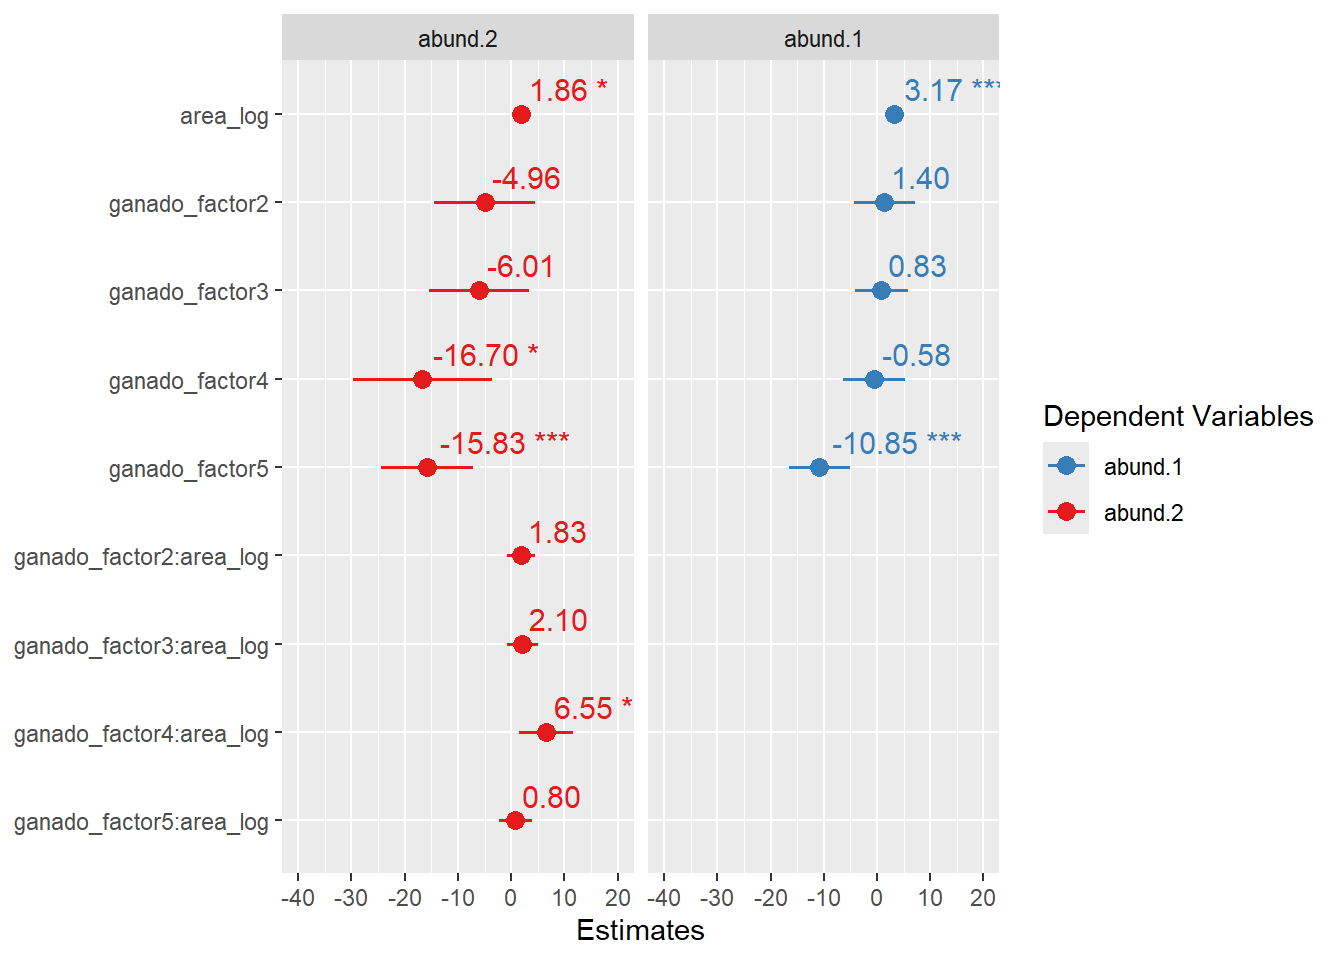 abund.2
abund.1
area_log
1.86 *
3.17 ***
ganado_factor2
-4.96
1.40
ganado_factor3
-6.01
0.83
ganado_factor4
-16.70 *
-0.58
ganado_factor5
-15.83 ***
-10.85 ***
ganado_factor2:area_log
1.83
ganado_factor3:area_log
2.10
ganado_factor4:area_log
6.55 *
ganado_factor5:area_log
0.80
-40 -30 -20 -10 0 10 20
-40 -30 -20 -10 0 10 20
Estimates
Dependent Variables
abund.1
abund.2